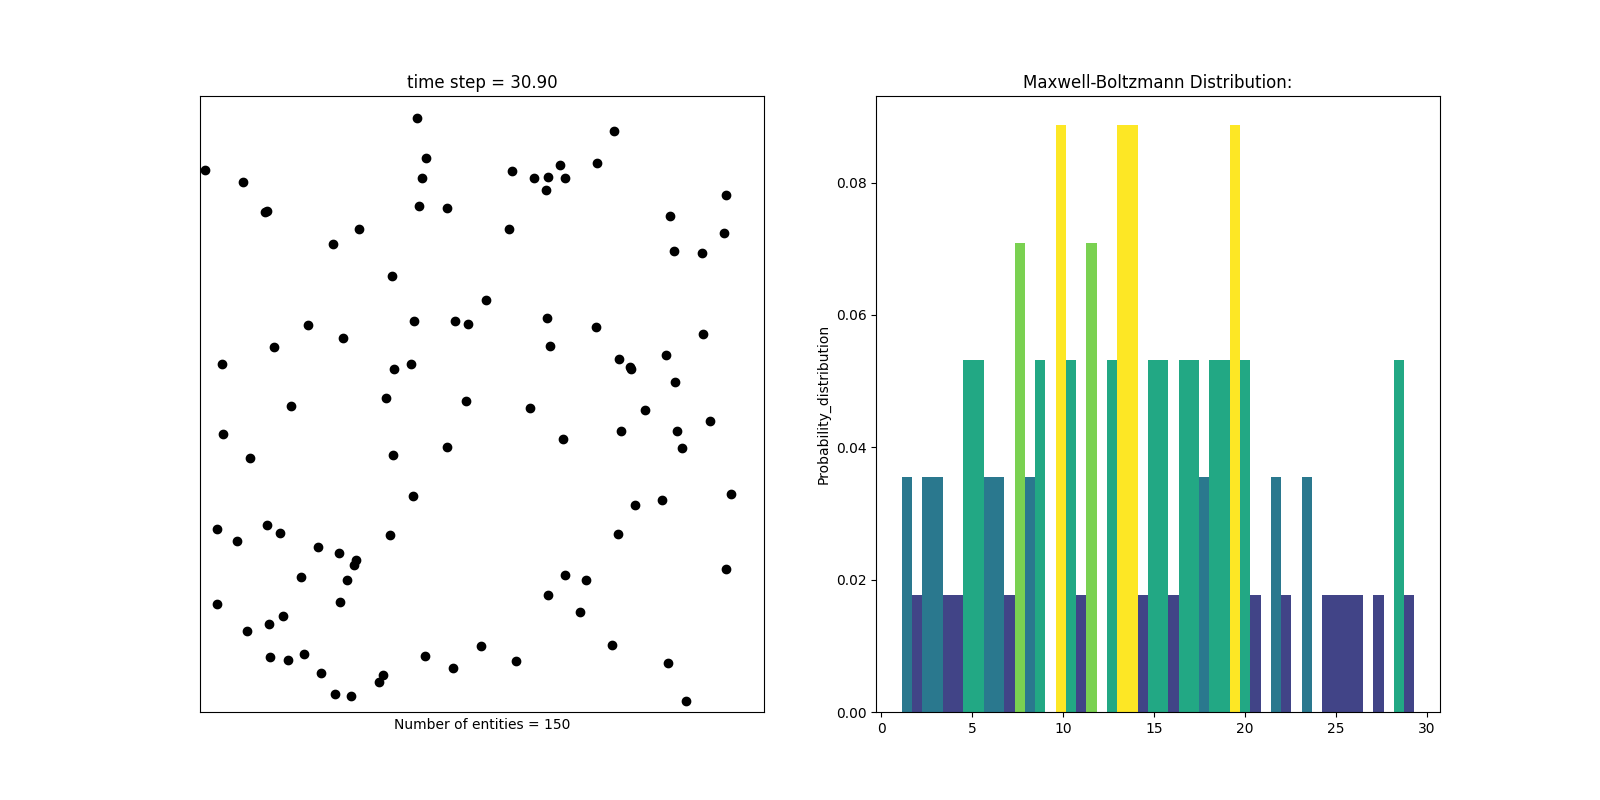 time step = 30.90
Number of entities = 150
Maxwell-Boltzmann Distribution:
Probability_distribution
0.08
0.06
0.04
0.02
0.00
0 5 10 15 20 25 30